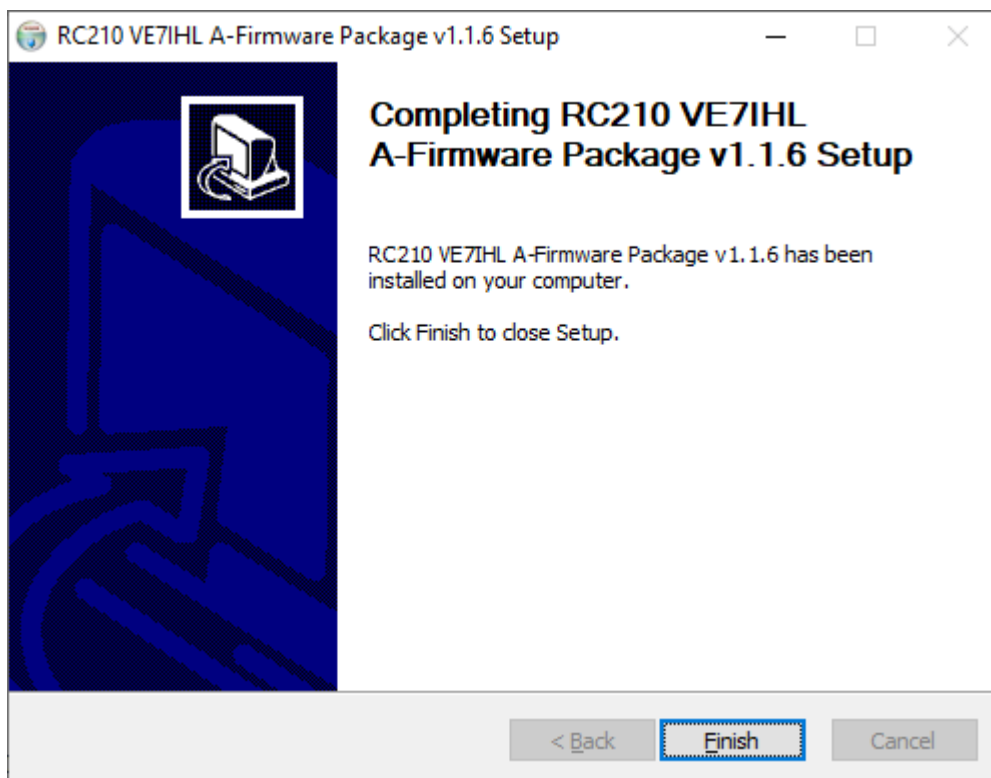 RC210 VE7IHL A-Firmware Package v1.1.6 Setup
Completing RC210 VE7IHL
A-Firmware Package v1.1.6 Setup
RC210 VE7IHL A-Firmware Package v1.1.6 has been
installed on your computer.
Click Finish to close Setup.
< Back
Finish
Cancel